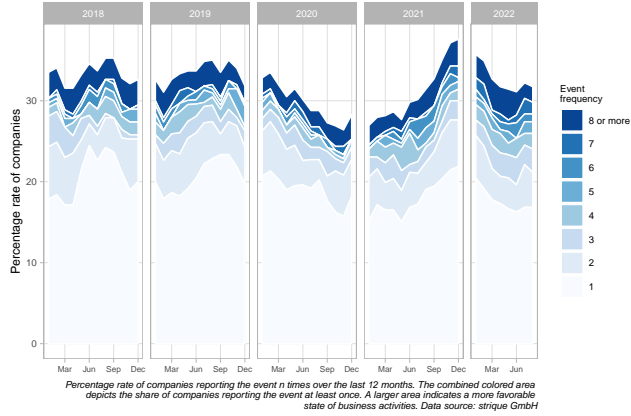 2018 2019 2020 2021 2022
Percentage rate of companies
30
20
10
0
Mar Jun Sep Dec Mar Jun Sep Dec Mar Jun Sep Dec Mar Jun Sep Dec Mar Jun
Event
frequency
8 or more
7
6
5
4
3
2
1
Percentage rate of companies reporting the event n times over the last 12 months. The combined colored area
depicts the share of companies reporting the event at least once. A larger area indicates a more favorable
state of business activities. Data source: strique GmbH